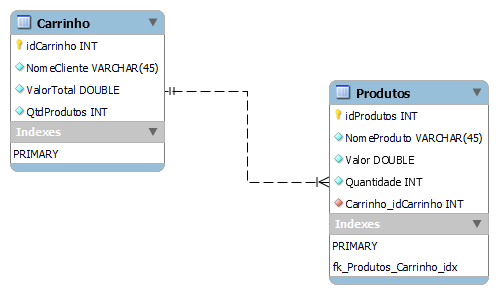 Carrinho
idCarrinho INT
NomeCliente VARCHAR(45)
ValorTotal DOUBLE
QtdProdutos INT
Indexes
PRIMARY
Produtos
idProdutos INT
NomeProduto VARCHAR(45)
Valor DOUBLE
Quantidade INT
Carrinho_idCarrinho INT
Indexes
PRIMARY
fk_Produtos_Carrinho_idx